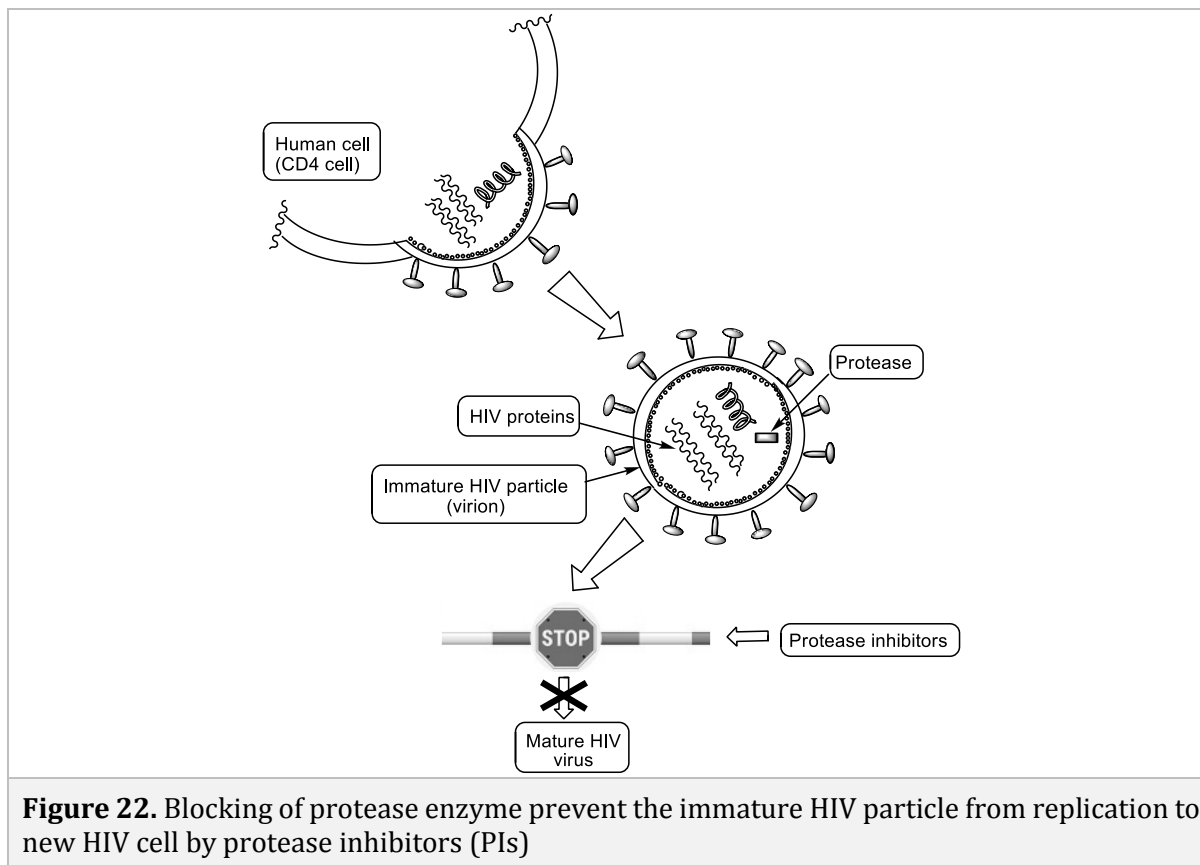 Human cell
(CD4 cell)
Protease
HIV proteins
Immature HIV particle
(virion)
STOP
Protease inhibitors
Mature HIV
virus
Figure 22. Blocking of protease enzyme prevent the immature HIV particle from replication to
new HIV cell by protease inhibitors (PIs)